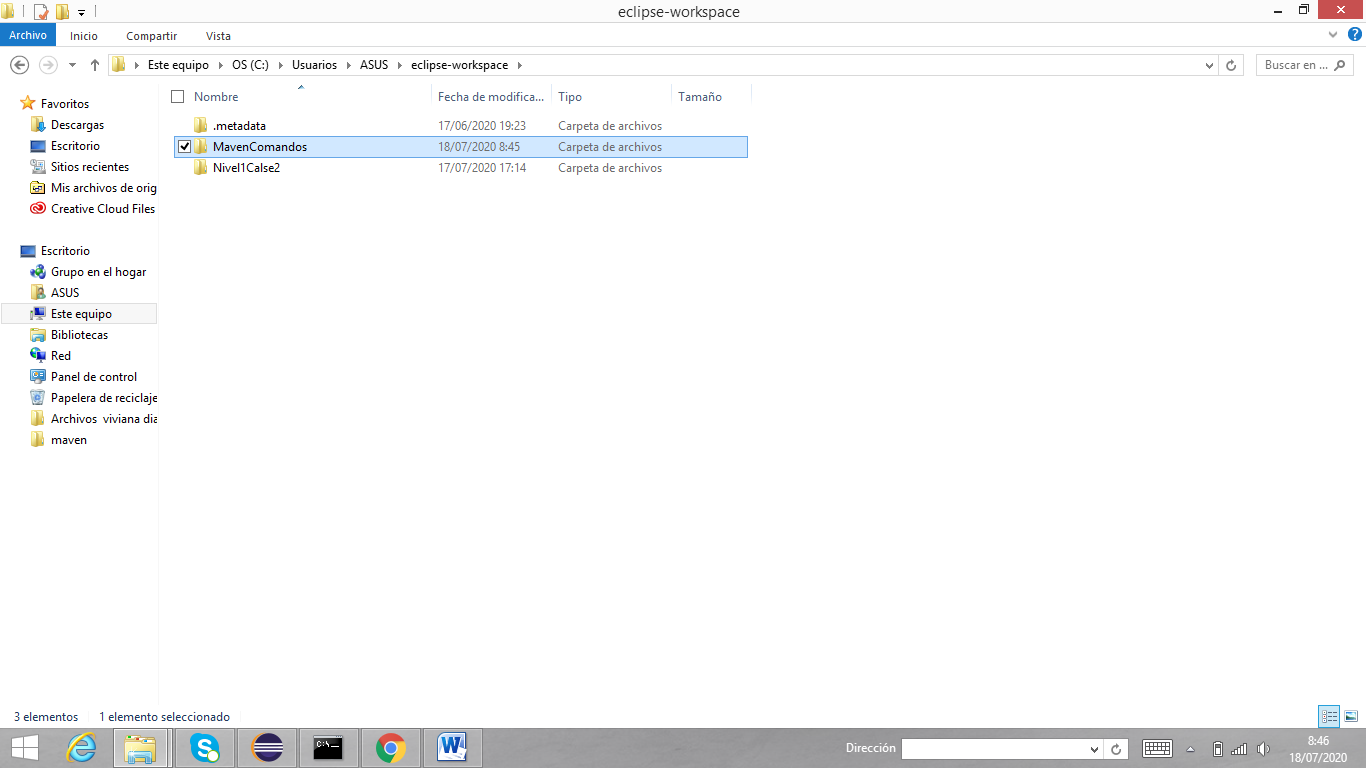 eclipse-workspace
Archivo Inicio Compartir Vista
Este equipo OS (C:) Usuarios ASUS eclipse-workspace Buscar en ...
Nombre Fecha de modifica... Tipo Tamaño
.metadata 17/06/2020 19:23 Carpeta de archivos
MavenComandos 18/07/2020 8:45 Carpeta de archivos
Nivel1Calse2 17/07/2020 17:14 Carpeta de archivos
Favoritos
Descargas
Escritorio
Sitios recientes
Mis archivos de orig
Creative Cloud Files
Escritorio
Grupo en el hogar
ASUS
Este equipo
Bibliotecas
Red
Panel de control
Papelera de reciclaje
Archivos viviana dia
maven
3 elementos 1 elemento seleccionado
C:\
Dirección
8:46
18/07/2020